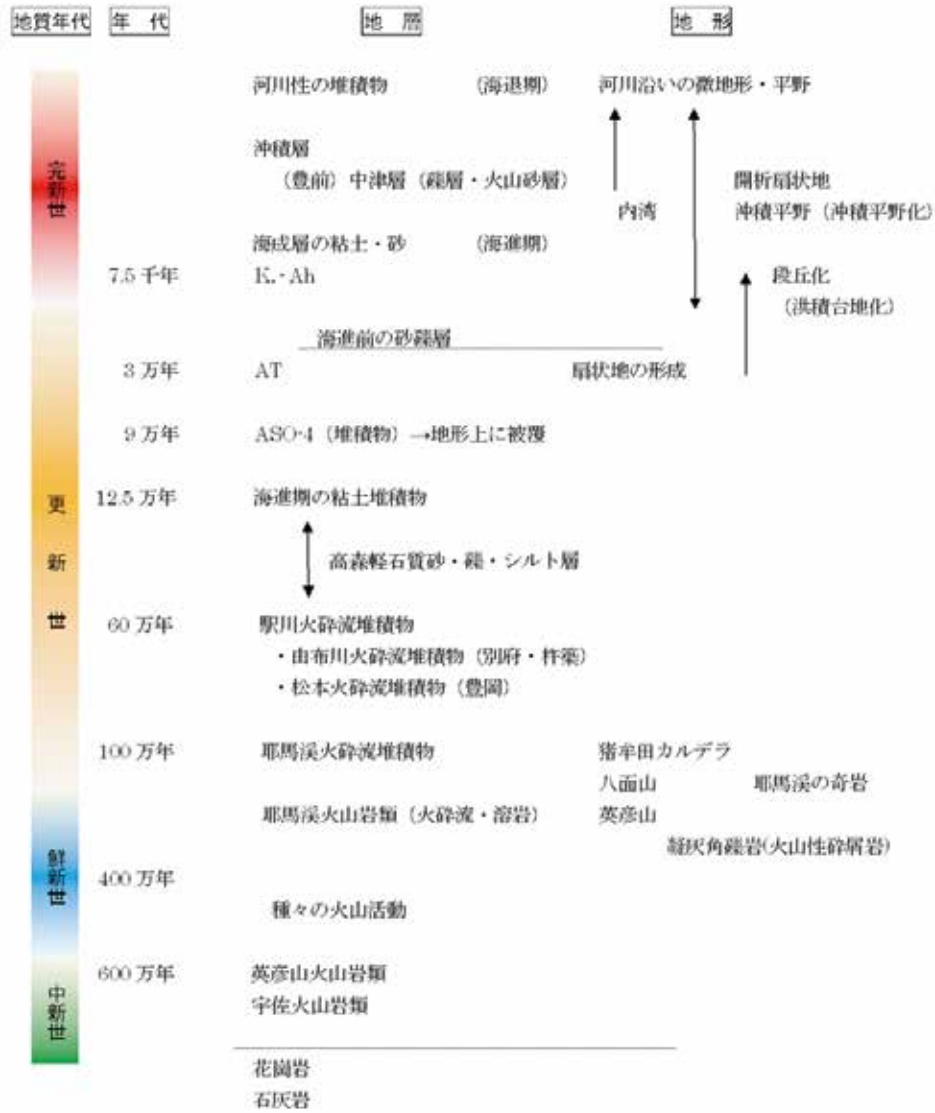 地質年代 年 代 地 層 地 形
河川性の堆積物 (海退期) 河川沿いの微地形・平野
沖積層
(豊前) 中津層 (礫層・火山砂層) 開析扇状地
内湾 沖積平野 (沖積平野化)
完新世
海成層の粘土・砂 (海進期)
7.5 千年 K.-Ah 段丘化
(洪積台地化)
海進前の砂礫層
3 万年 AT 扇状地の形成
9 万年 ASO-4 (堆積物) →地形上に被覆
12.5 万年 海進期の粘土堆積物
更新世
高森軽石質砂・礫・シルト層
60 万年 駅川火砕流堆積物
・由布川火砕流堆積物 (別府・杵築)
・松本火砕流堆積物 (豊岡)
100 万年 耶馬渓火砕流堆積物 猪牟田カルデラ
八面山 耶馬渓の奇岩
耶馬渓火山岩類 (火砕流・溶岩) 英彦山
凝灰角礫岩(火山性砕屑岩)
鮮新世
400 万年
種々の火山活動
600 万年 英彦山火山岩類
宇佐火山岩類
中新世
花崗岩
石灰岩